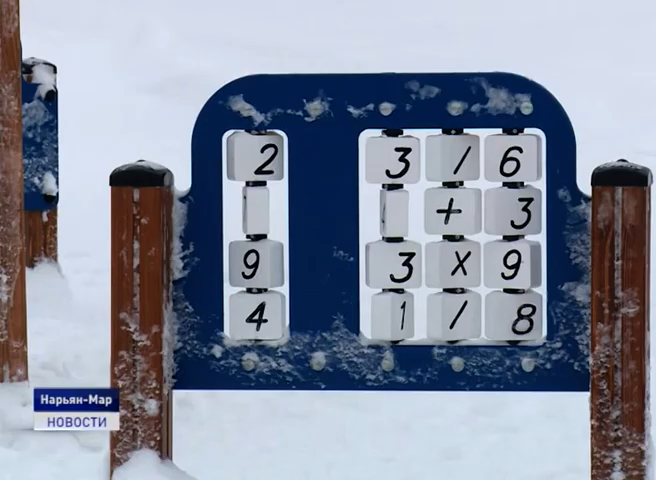 2 3 / 6
+ 3
9 3 x 9
4 1 / 8
Нарьян-Мар
НОВОСТИ